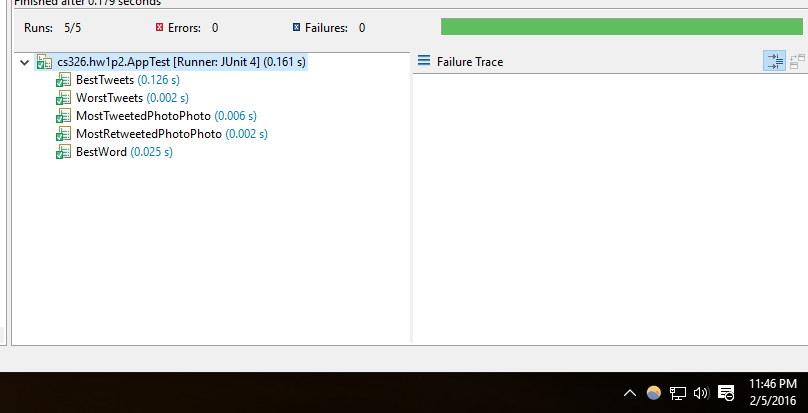 Finished after 0.179 seconds
Runs: 5/5 Errors: 0 Failures: 0
cs326.hw1p2.AppTest [Runner: JUnit 4] (0.161 s)
Failure Trace
BestTweets (0.126 s)
WorstTweets (0.002 s)
MostTweetedPhotoPhoto (0.006 s)
MostRetweetedPhotoPhoto (0.002 s)
BestWord (0.025 s)
11:46 PM
2/5/2016